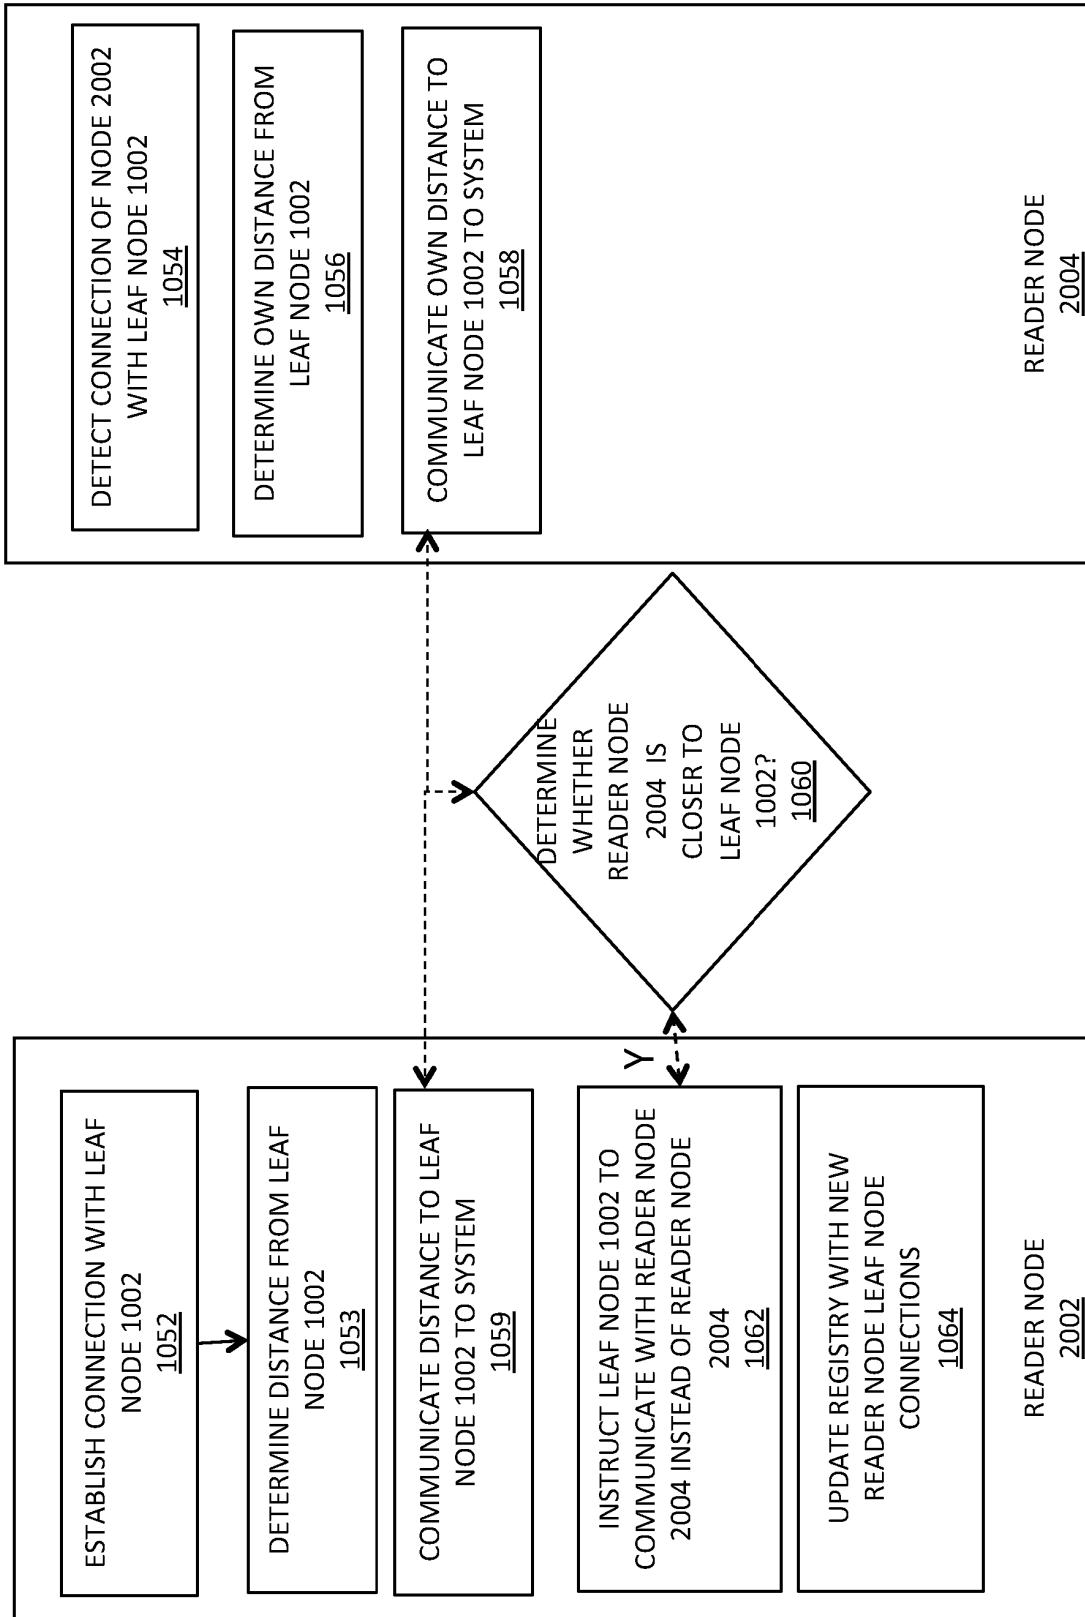 ESTABLISH CONNECTION WITH LEAF
NODE 1002
1052
DETERMINE DISTANCE FROM LEAF
NODE 1002
1053
COMMUNICATE DISTANCE TO LEAF
NODE 1002 TO SYSTEM
1059
INSTRUCT LEAF NODE 1002 TO
COMMUNICATE WITH READER NODE
2004 INSTEAD OF READER NODE
2004
1062
UPDATE REGISTRY WITH NEW
READER NODE LEAF NODE
CONNECTIONS
1064
READER NODE
2002
Y
DETERMINE
WHETHER
READER NODE
2004 IS
CLOSER TO
LEAF NODE
1002?
1060
DETECT CONNECTION OF NODE 2002
WITH LEAF NODE 1002
1054
DETERMINE OWN DISTANCE FROM
LEAF NODE 1002
1056
COMMUNICATE OWN DISTANCE TO
LEAF NODE 1002 TO SYSTEM
1058
READER NODE
2004